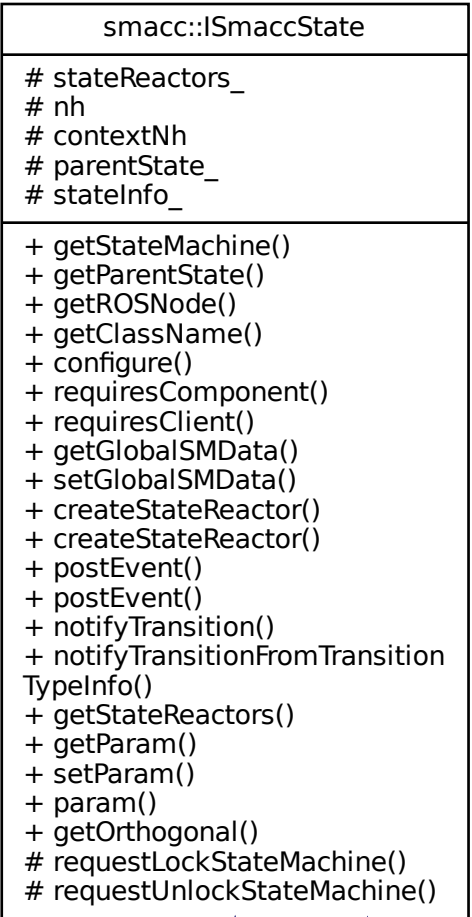 smacc::ISmaccState
# stateReactors_
# nh
# contextNh
# parentState_
# stateInfo_
+ getStateMachine()
+ getParentState()
+ getROSNode()
+ getClassName()
+ configure()
+ requiresComponent()
+ requiresClient()
+ getGlobalSMData()
+ setGlobalSMData()
+ createStateReactor()
+ createStateReactor()
+ postEvent()
+ postEvent()
+ notifyTransition()
+ notifyTransitionFromTransition
TypeInfo()
+ getStateReactors()
+ getParam()
+ setParam()
+ param()
+ getOrthogonal()
# requestLockStateMachine()
# requestUnlockStateMachine()